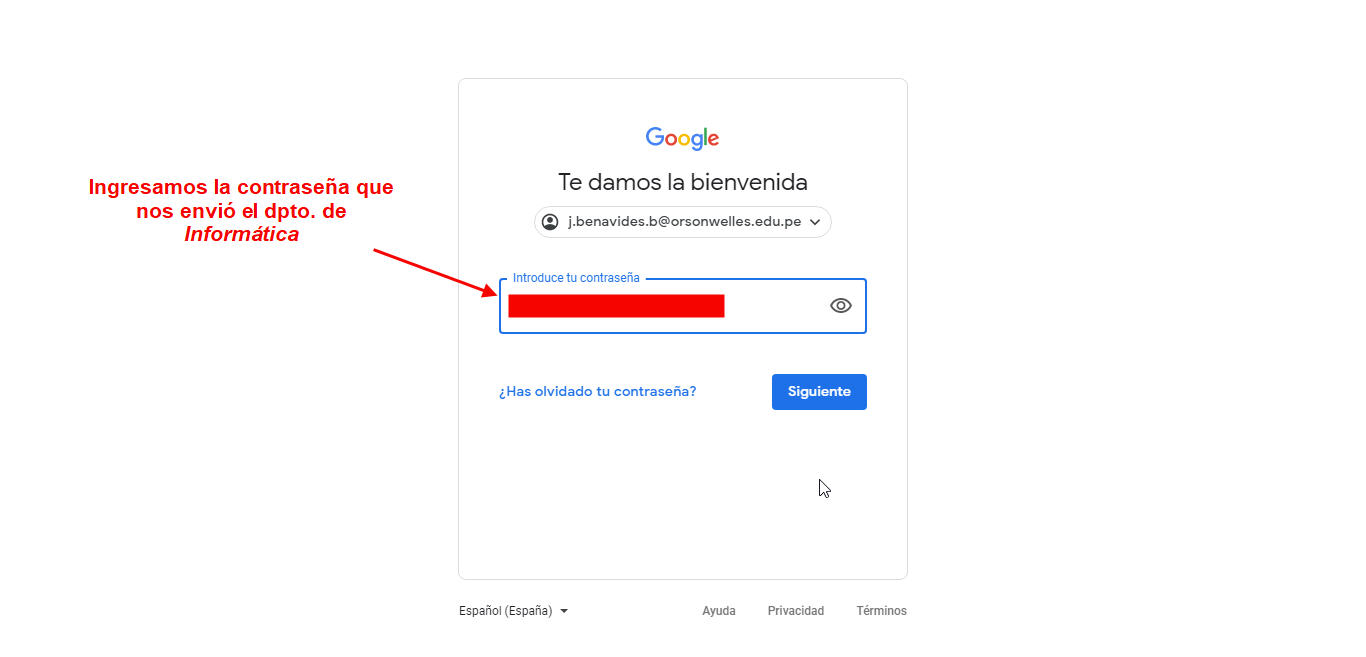 Google
Te damos la bienvenida
Ingresamos la contraseña que
nos envió el dpto. de
Informática
j.benavides.b@orsonwelles.edu.pe
Introduce tu contraseña
¿Has olvidado tu contraseña?
Siguiente
Español (España)
Ayuda
Privacidad
Términos